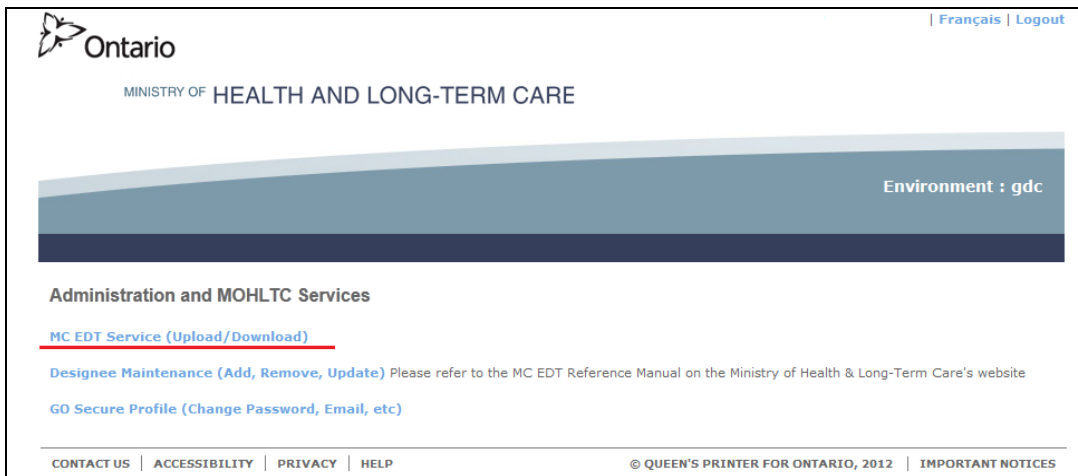 | Français | Logout
Ontario
MINISTRY OF HEALTH AND LONG-TERM CARE
Environment : gdc
Administration and MOHLTC Services
MC EDT Service (Upload/Download)
Designee Maintenance (Add, Remove, Update) Please refer to the MC EDT Reference Manual on the Ministry of Health & Long-Term Care's website
GO Secure Profile (Change Password, Email, etc)
CONTACT US | ACCESSIBILITY | PRIVACY | HELP © QUEEN'S PRINTER FOR ONTARIO, 2012 | IMPORTANT NOTICES